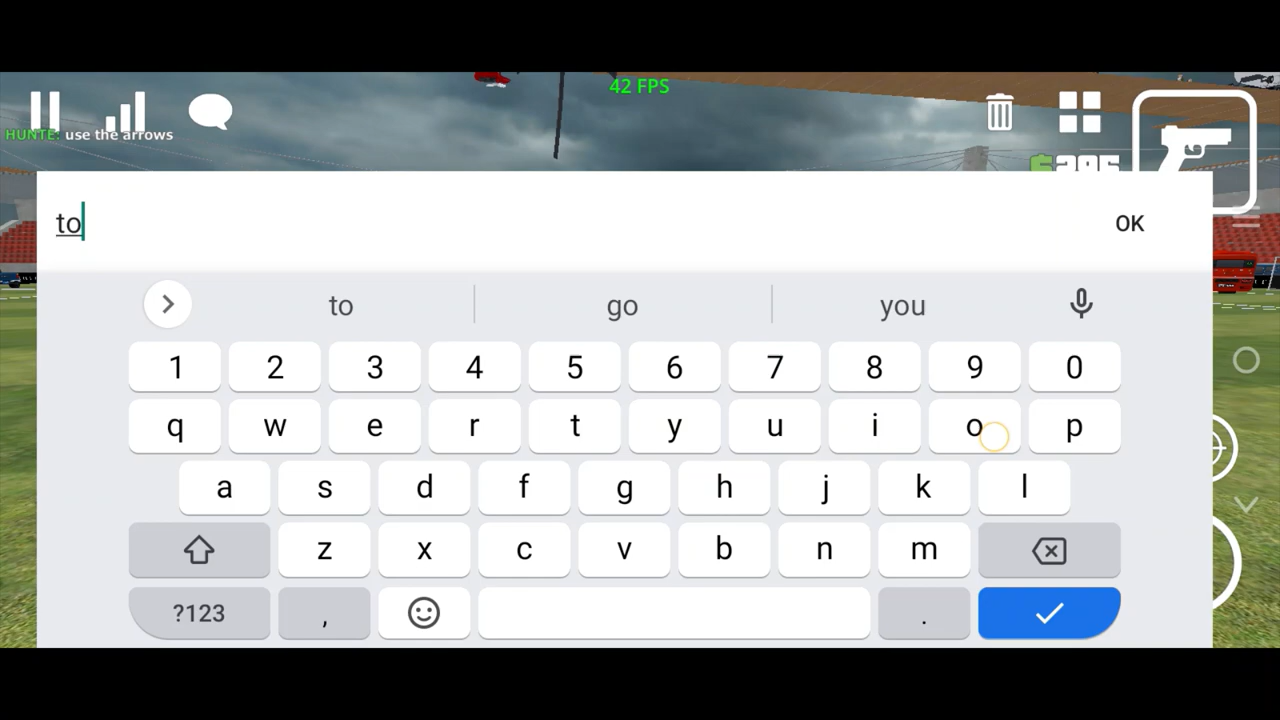 42 FPS
HUNTE: use the arrows
to
OK
to go you
1 2 3 4 5 6 7 8 9 0
q w e r t y u i o p
a s d f g h j k l
z x c v b n m
?123 , .